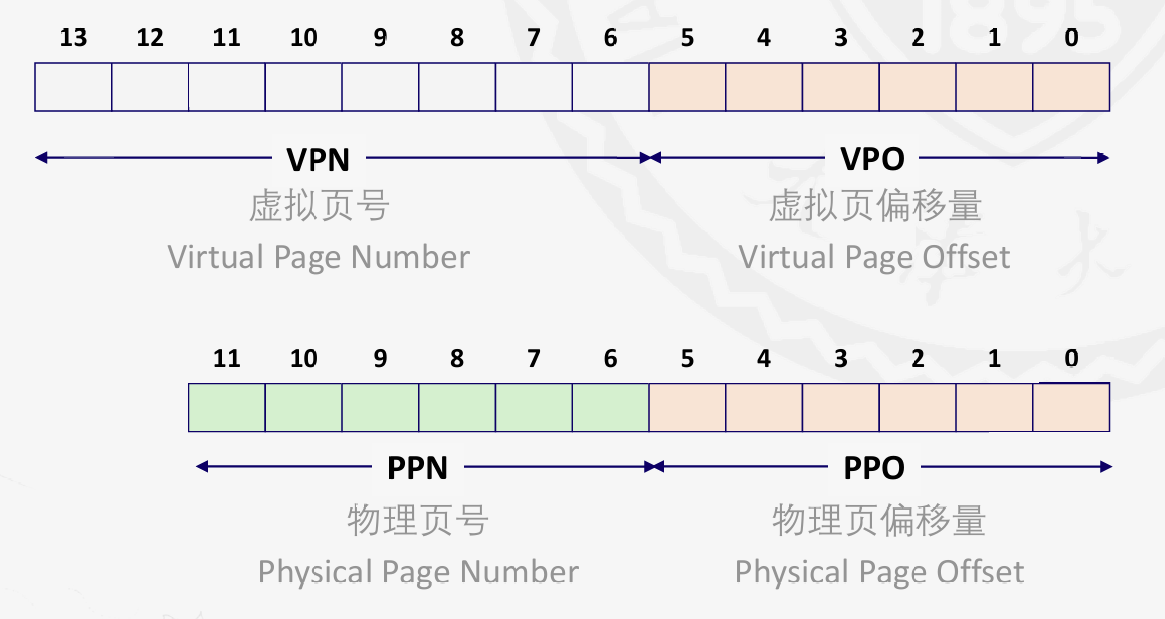 13 12 11 10 9 8 7 6 5 4 3 2 1 0
VPN VPO
虚拟页号 虚拟页偏移量
Virtual Page Number Virtual Page Offset
11 10 9 8 7 6 5 4 3 2 1 0
PPN PPO
物理页号 物理页偏移量
Physical Page Number Physical Page Offset
1895